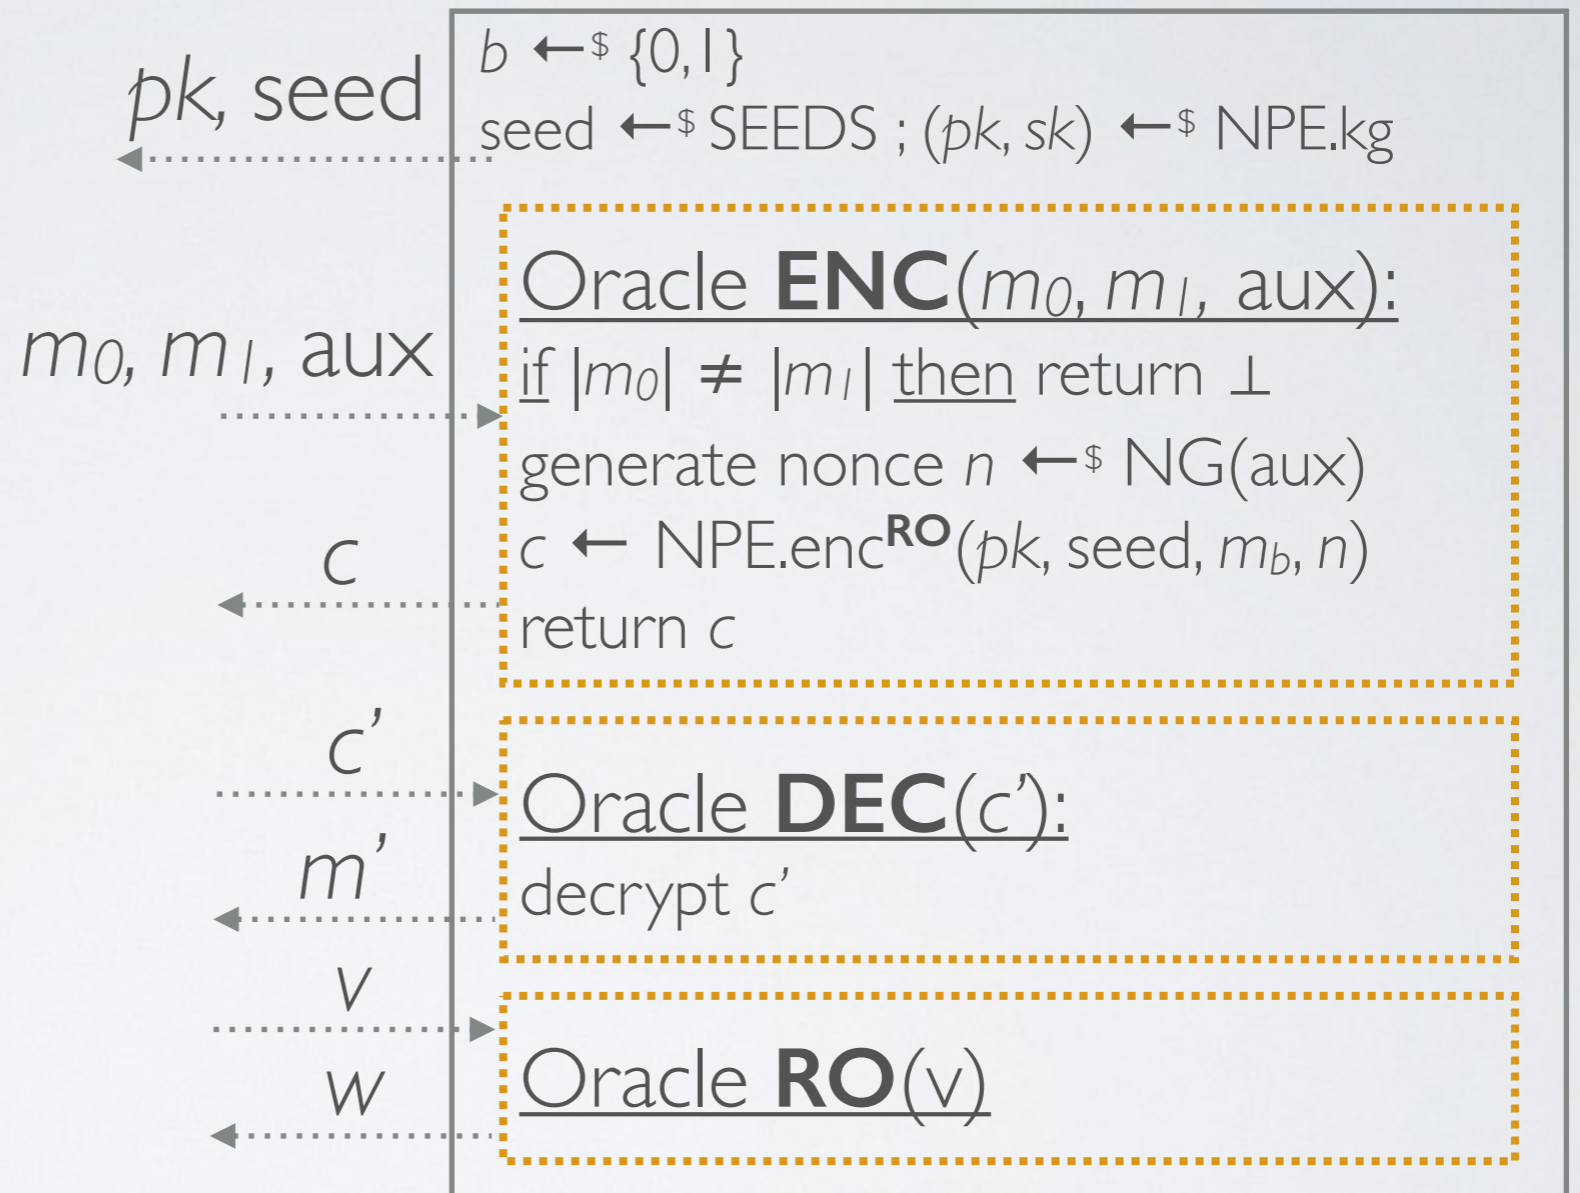 b ←$ {0,1}
pk, seed
seed ←$ SEEDS ; (pk, sk) ←$ NPE.kg
Oracle ENC(m0, m1, aux):
m0, m1, aux
if |m0| ≠ |m1| then return ⊥
generate nonce n ←$ NG(aux)
c
c ← NPE.encRO(pk, seed, mb, n)
return c
c’
Oracle DEC(c’):
m’
decrypt c’
v
Oracle RO(v)
w